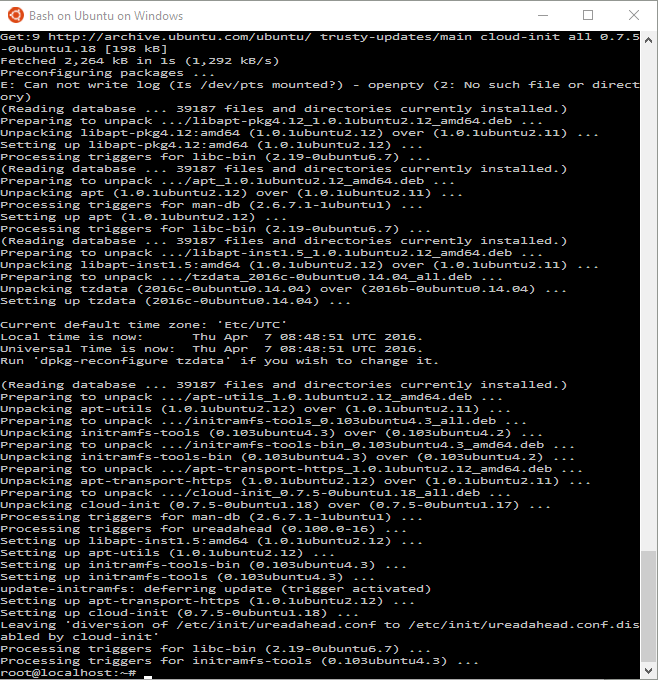 Bash on Ubuntu on Windows
Get:9 http://archive.ubuntu.com/ubuntu/ trusty-updates/main cloud-init all 0.7.5
-0ubuntu1.18 [198 kB]
Fetched 2,264 kB in 1s (1,292 kB/s)
Preconfiguring packages ...
E: Can not write log (Is /dev/pts mounted?) - openpty (2: No such file or direct
ory)
(Reading database ... 39187 files and directories currently installed.)
Preparing to unpack .../libapt-pkg4.12_1.0.1ubuntu2.12_amd64.deb ...
Unpacking libapt-pkg4.12:amd64 (1.0.1ubuntu2.12) over (1.0.1ubuntu2.11) ...
Setting up libapt-pkg4.12:amd64 (1.0.1ubuntu2.12) ...
Processing triggers for libc-bin (2.19-0ubuntu6.7) ...
(Reading database ... 39187 files and directories currently installed.)
Preparing to unpack .../apt_1.0.1ubuntu2.12_amd64.deb ...
Unpacking apt (1.0.1ubuntu2.12) over (1.0.1ubuntu2.11) ...
Processing triggers for man-db (2.6.7.1-1ubuntu1) ...
Setting up apt (1.0.1ubuntu2.12) ...
Processing triggers for libc-bin (2.19-0ubuntu6.7) ...
(Reading database ... 39187 files and directories currently installed.)
Preparing to unpack .../libapt-inst1.5_1.0.1ubuntu2.12_amd64.deb ...
Unpacking libapt-inst1.5:amd64 (1.0.1ubuntu2.12) over (1.0.1ubuntu2.11) ...
Preparing to unpack .../tzdata_2016c-0ubuntu0.14.04_all.deb ...
Unpacking tzdata (2016c-0ubuntu0.14.04) over (2016b-0ubuntu0.14.04) ...
Setting up tzdata (2016c-0ubuntu0.14.04) ...

Current default time zone: 'Etc/UTC'
Local time is now:      Thu Apr  7 08:48:51 UTC 2016.
Universal Time is now:  Thu Apr  7 08:48:51 UTC 2016.
Run 'dpkg-reconfigure tzdata' if you wish to change it.

(Reading database ... 39187 files and directories currently installed.)
Preparing to unpack .../apt-utils_1.0.1ubuntu2.12_amd64.deb ...
Unpacking apt-utils (1.0.1ubuntu2.12) over (1.0.1ubuntu2.11) ...
Preparing to unpack .../initramfs-tools_0.103ubuntu4.3_all.deb ...
Unpacking initramfs-tools (0.103ubuntu4.3) over (0.103ubuntu4.2) ...
Preparing to unpack .../initramfs-tools-bin_0.103ubuntu4.3_amd64.deb ...
Unpacking initramfs-tools-bin (0.103ubuntu4.3) over (0.103ubuntu4.2) ...
Preparing to unpack .../apt-transport-https_1.0.1ubuntu2.12_amd64.deb ...
Unpacking apt-transport-https (1.0.1ubuntu2.12) over (1.0.1ubuntu2.11) ...
Preparing to unpack .../cloud-init_0.7.5-0ubuntu1.18_all.deb ...
Unpacking cloud-init (0.7.5-0ubuntu1.18) over (0.7.5-0ubuntu1.17) ...
Processing triggers for man-db (2.6.7.1-1ubuntu1) ...
Processing triggers for ureadahead (0.100.0-16) ...
Setting up libapt-inst1.5:amd64 (1.0.1ubuntu2.12) ...
Setting up apt-utils (1.0.1ubuntu2.12) ...
Setting up initramfs-tools-bin (0.103ubuntu4.3) ...
Setting up initramfs-tools (0.103ubuntu4.3) ...
update-initramfs: deferring update (trigger activated)
Setting up apt-transport-https (1.0.1ubuntu2.12) ...
Setting up cloud-init (0.7.5-0ubuntu1.18) ...
Leaving 'diversion of /etc/init/ureadahead.conf to /etc/init/ureadahead.conf.dis
abled by cloud-init'
Processing triggers for libc-bin (2.19-0ubuntu6.7) ...
Processing triggers for initramfs-tools (0.103ubuntu4.3) ...
root@localhost:~#